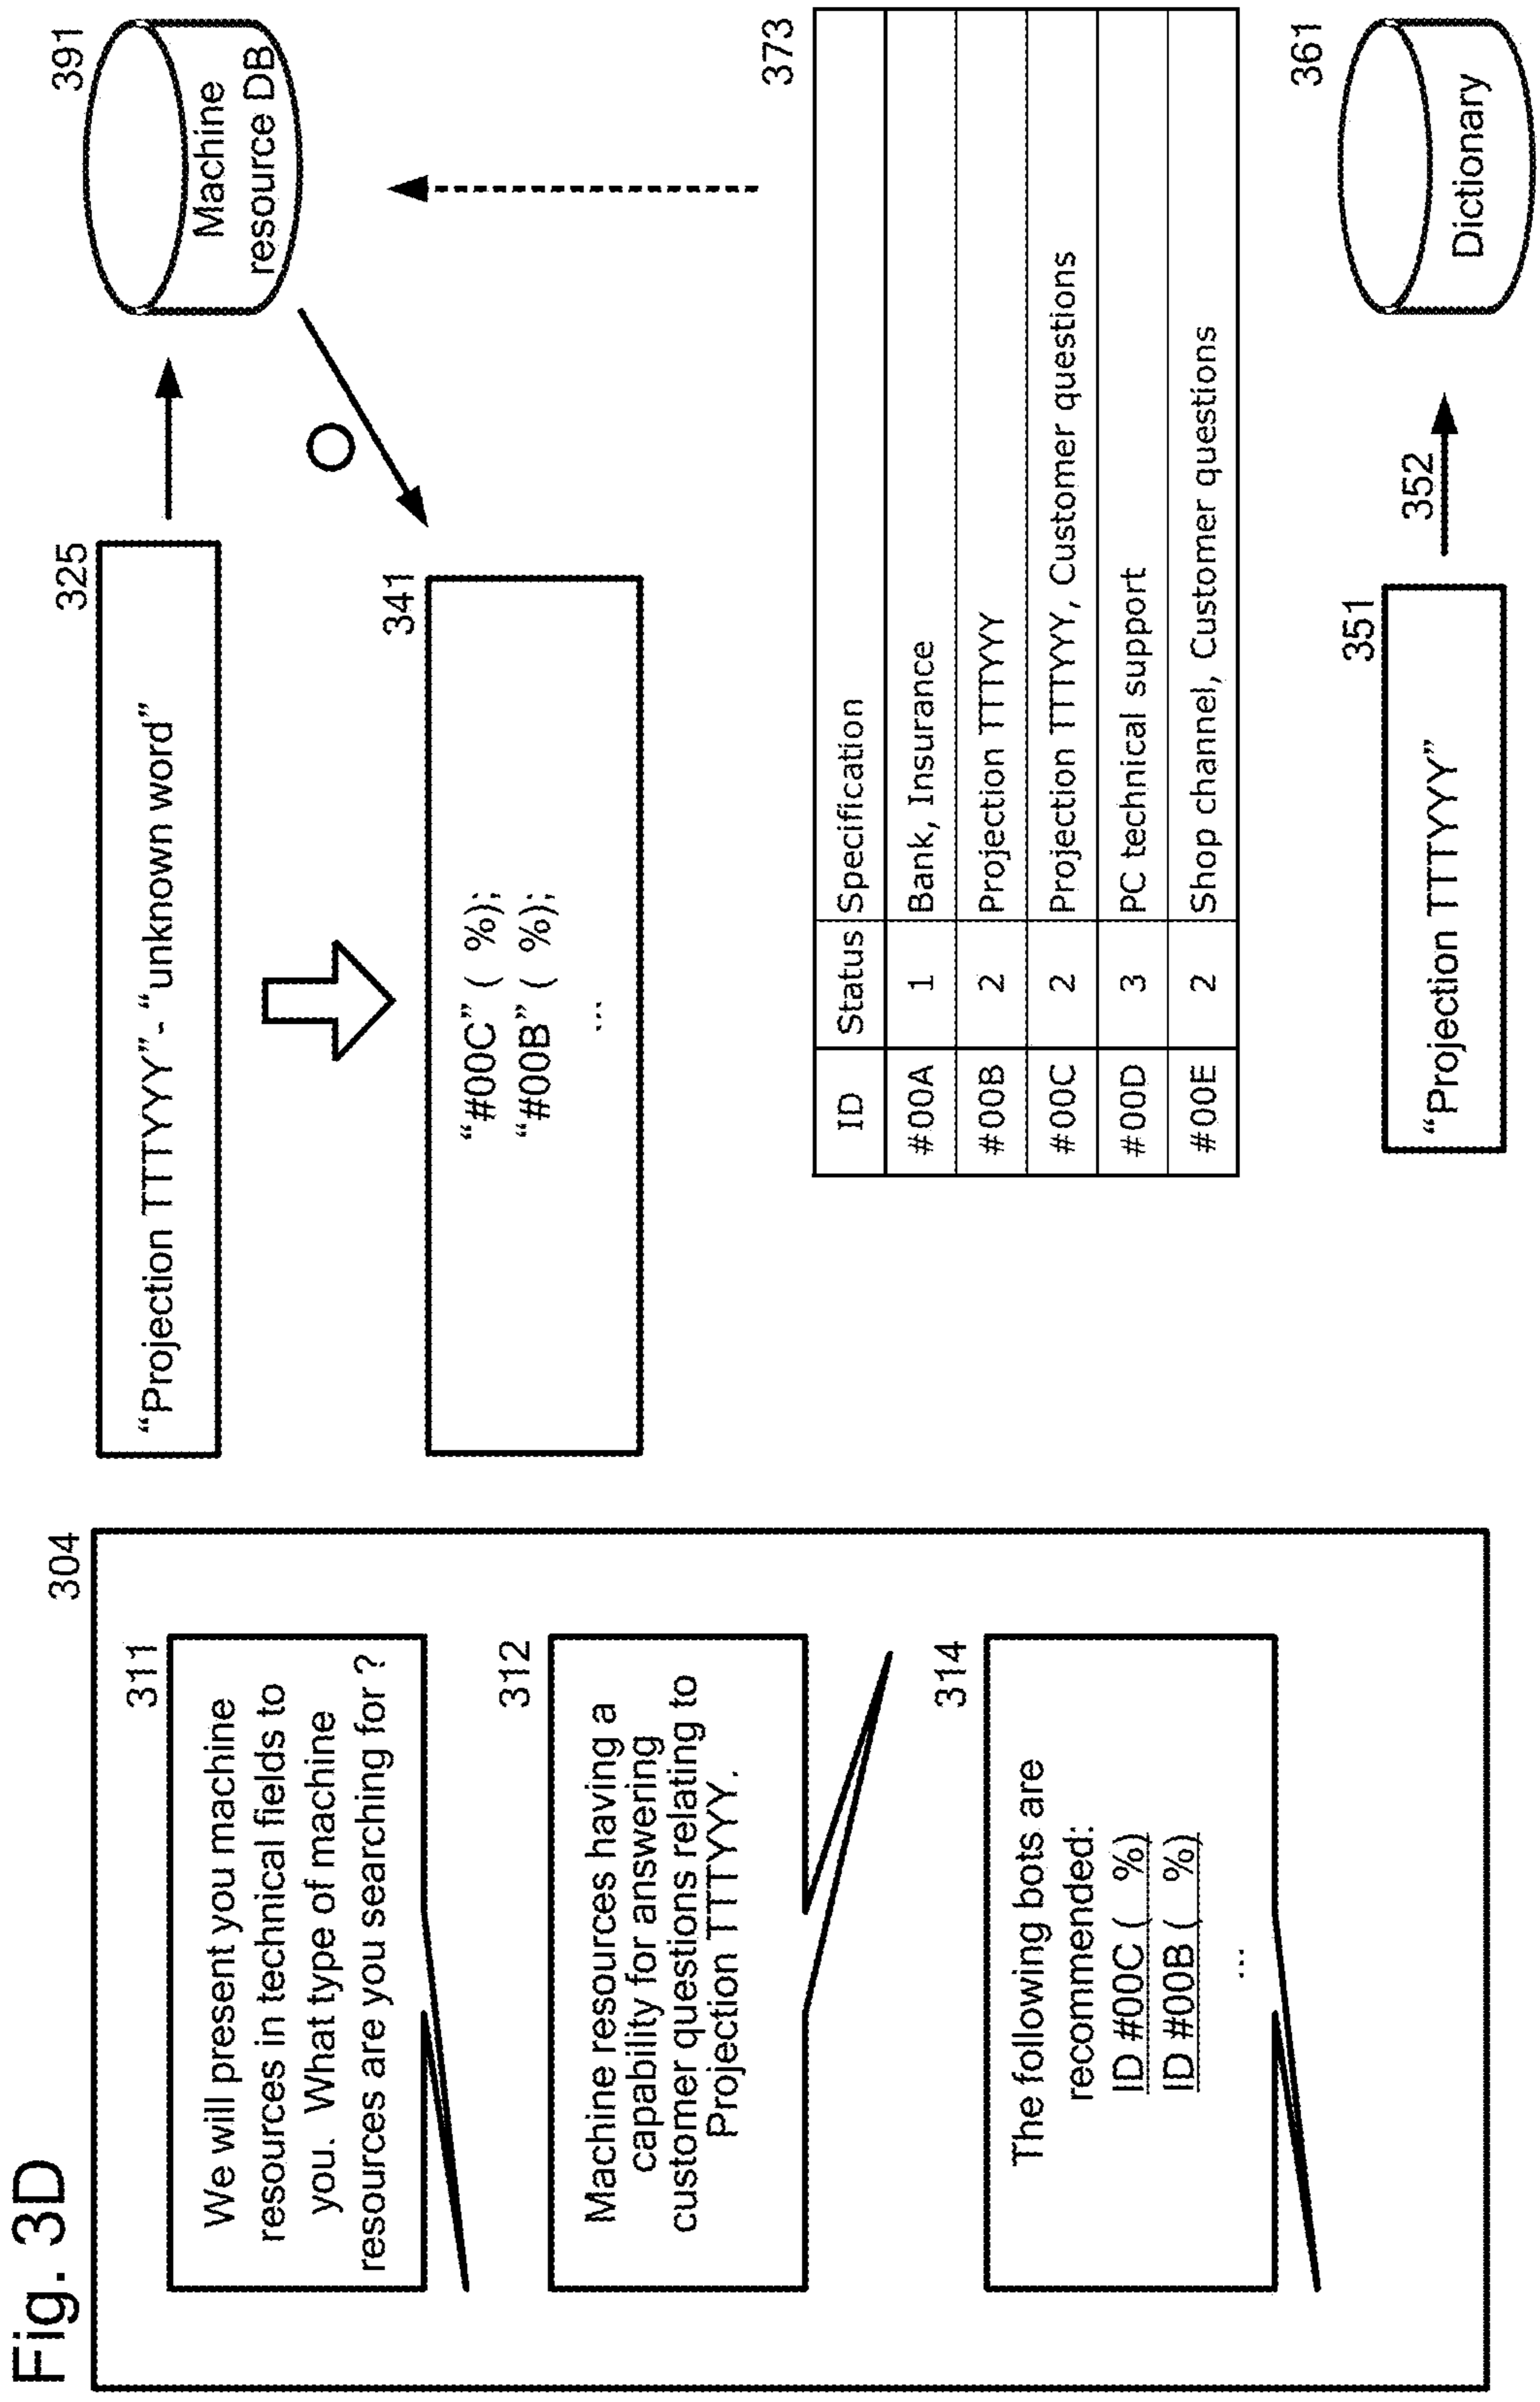 Fig. 3D
304
311
We will present you machine
resources in technical fields to
you. What type of machine
resources are you searching for ?
312
Machine resources having a
capability for answering
customer questions relating to
Projection TTTYYY.
314
The following bots are
recommended:
ID #00C ( %)
ID #00B ( %)
...
325
“Projection TTTYYY” - “unknown word”
391
Machine
resource DB
341
“#00C” ( %);
“#00B” ( %);
...
373
ID Status Specification
#00A 1 Bank, Insurance
#00B 2 Projection TTTYYY
#00C 2 Projection TTTYYY, Customer questions
#00D 3 PC technical support
#00E 2 Shop channel, Customer questions
351
“Projection TTTYYY”
352
361
Dictionary